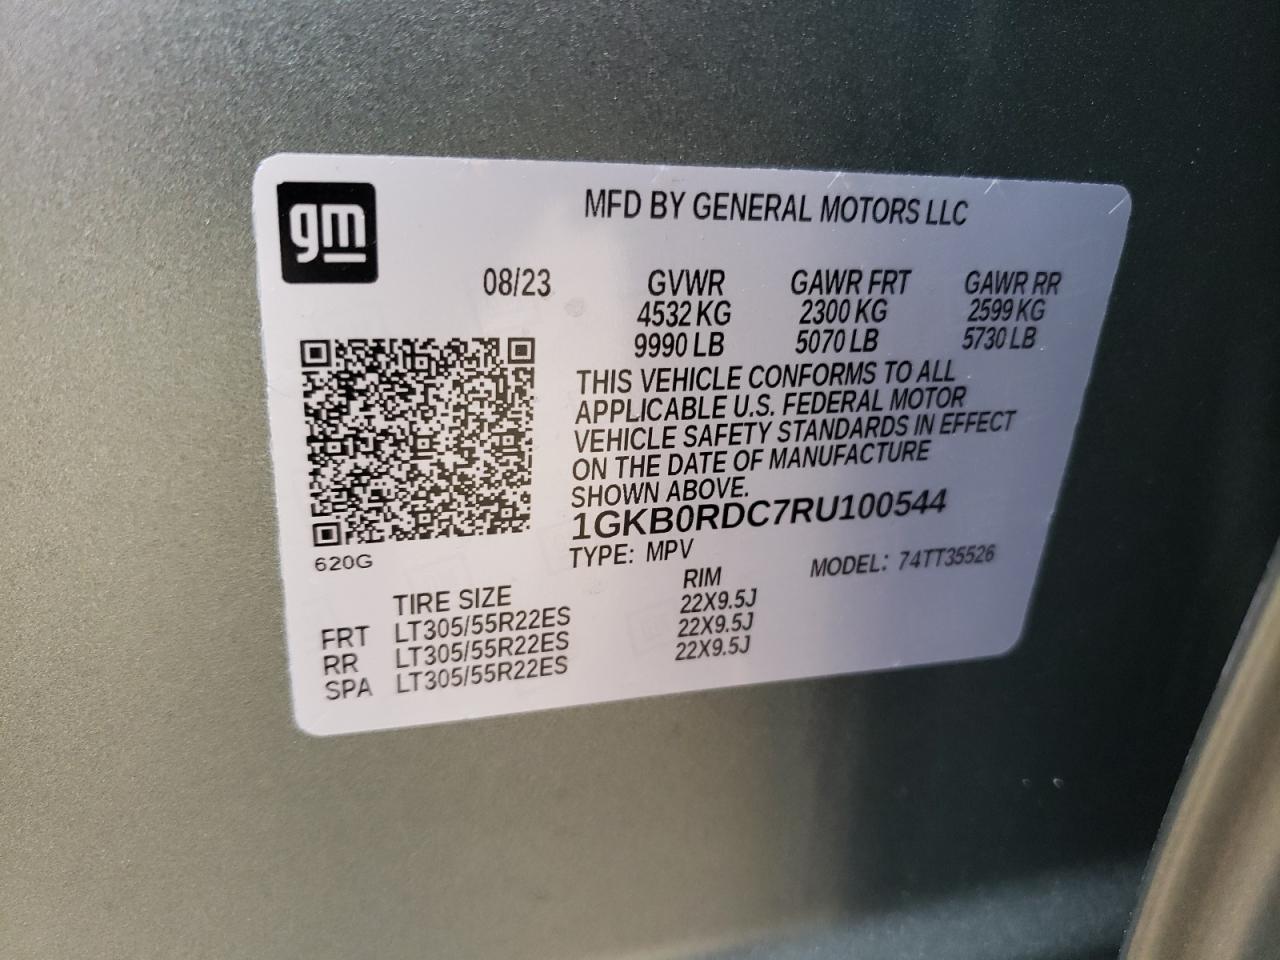 gm
MFD BY GENERAL MOTORS LLC
08/23 GVWR GAWR FRT GAWR RR
4532 KG 2300 KG 2599 KG
9990 LB 5070 LB 5730 LB
THIS VEHICLE CONFORMS TO ALL
APPLICABLE U.S. FEDERAL MOTOR
VEHICLE SAFETY STANDARDS IN EFFECT
ON THE DATE OF MANUFACTURE
SHOWN ABOVE.
1GKB0RDC7RU100544
620G
TYPE: MPV MODEL: 74TT35526
TIRE SIZE RIM
FRT LT305/55R22ES 22X9.5J
RR LT305/55R22ES 22X9.5J
SPA LT305/55R22ES 22X9.5J